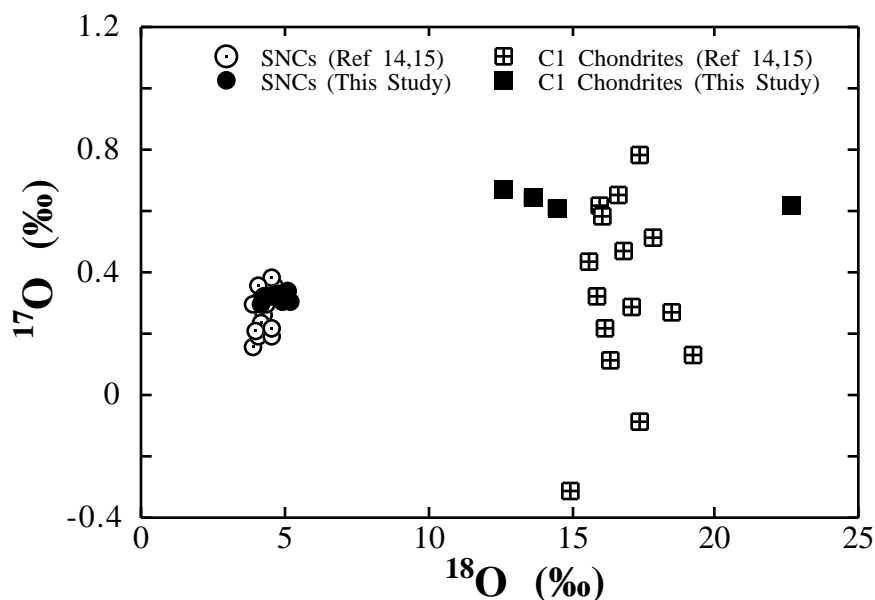 1.2
SNCs (Ref 14,15)
C1 Chondrites (Ref 14,15)
SNCs (This Study)
C1 Chondrites (This Study)
0.8
0.4
0
-0.4
17O (‰)
0
5
10
15
20
25
18O (‰)